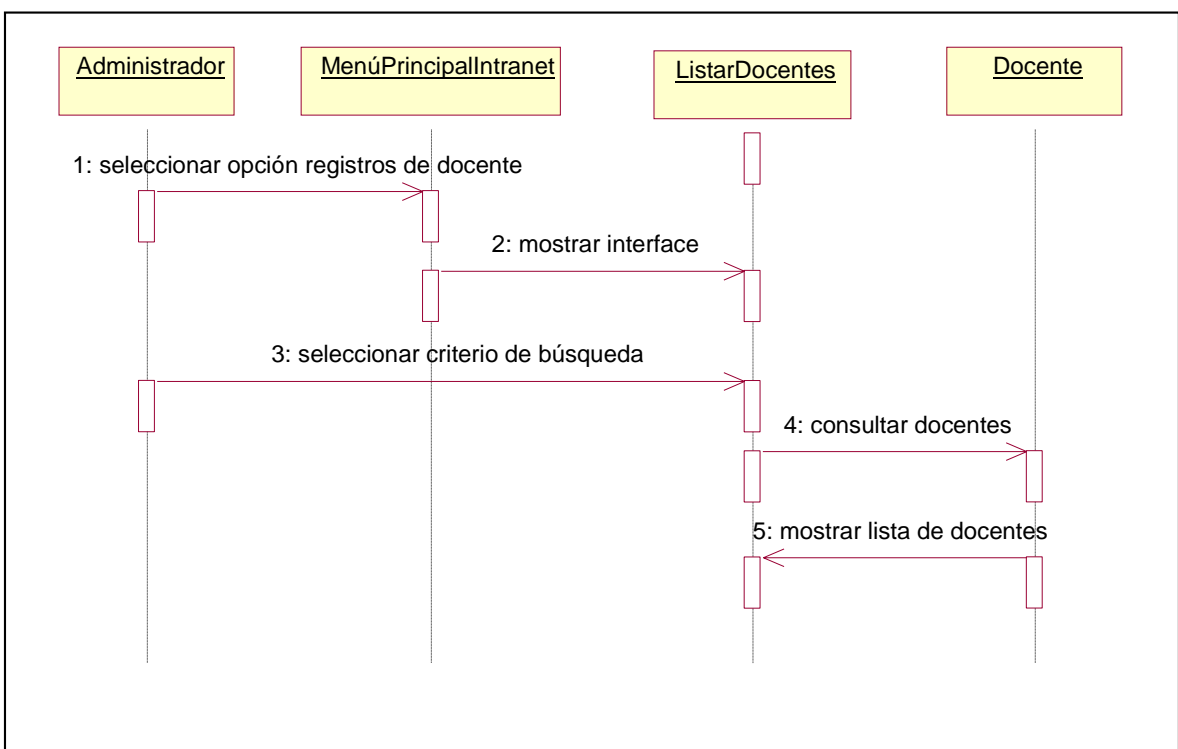 Administrador
MenúPrincipalIntranet
ListarDocentes
Docente
1: seleccionar opción registros de docente
2: mostrar interface
3: seleccionar criterio de búsqueda
4: consultar docentes
5: mostrar lista de docentes